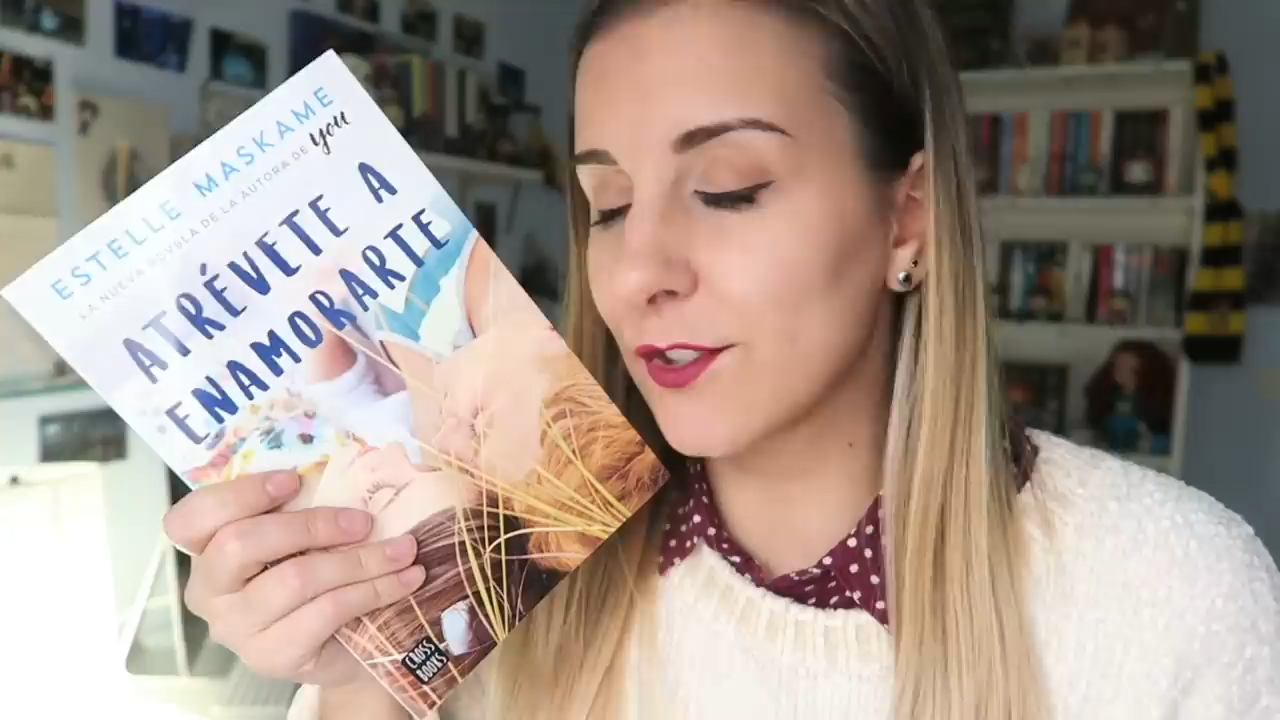 ESTELLE MASKAME
LA NUEVA NOVELA DE LA AUTORA DE you
ATRÉVETE A
ENAMORARTE
CROSS
BOOKS